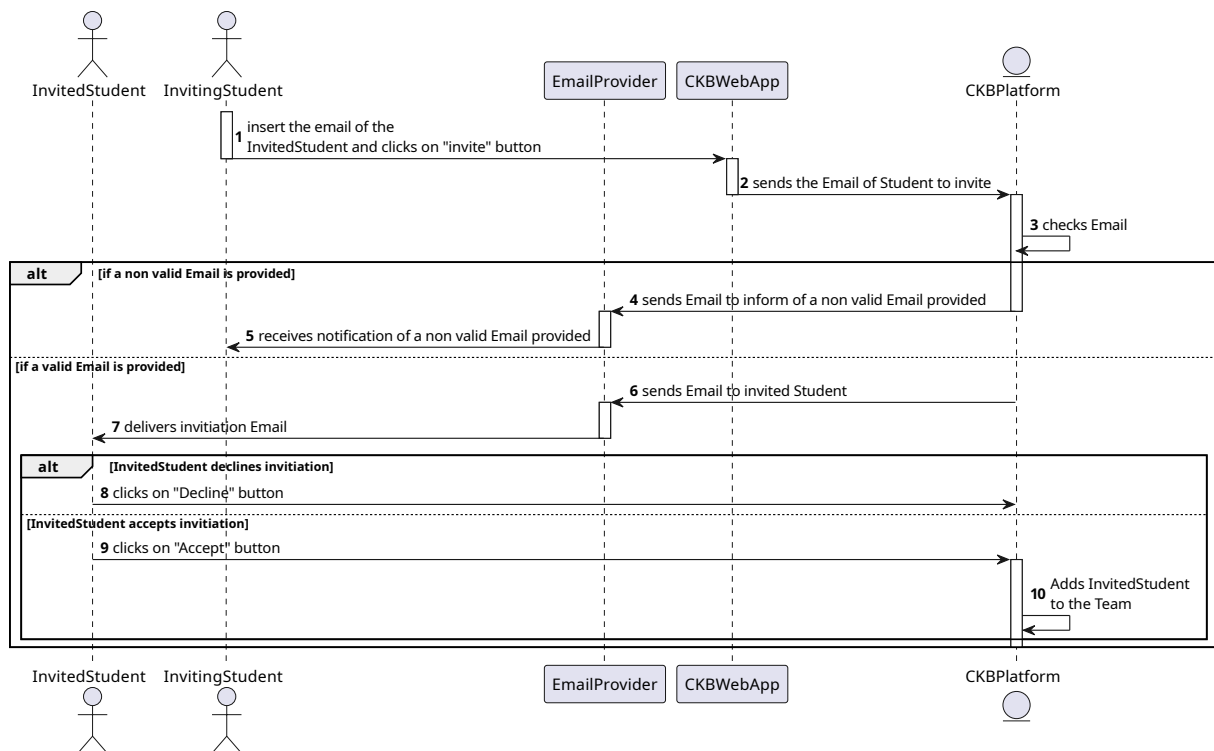 InvitedStudent
InvitingStudent
EmailProvider
CKBWebApp
CKBPlatform
1 insert the email of the
InvitedStudent and clicks on "invite" button
2 sends the Email of Student to invite
3 checks Email
alt [if a non valid Email is provided]
4 sends Email to inform of a non valid Email provided
5 receives notification of a non valid Email provided
[if a valid Email is provided]
6 sends Email to invited Student
7 delivers invitiation Email
alt [InvitedStudent declines invitiation]
8 clicks on "Decline" button
[InvitedStudent accepts invitiation]
9 clicks on "Accept" button
10 Adds InvitedStudent
to the Team
InvitedStudent
InvitingStudent
EmailProvider
CKBWebApp
CKBPlatform